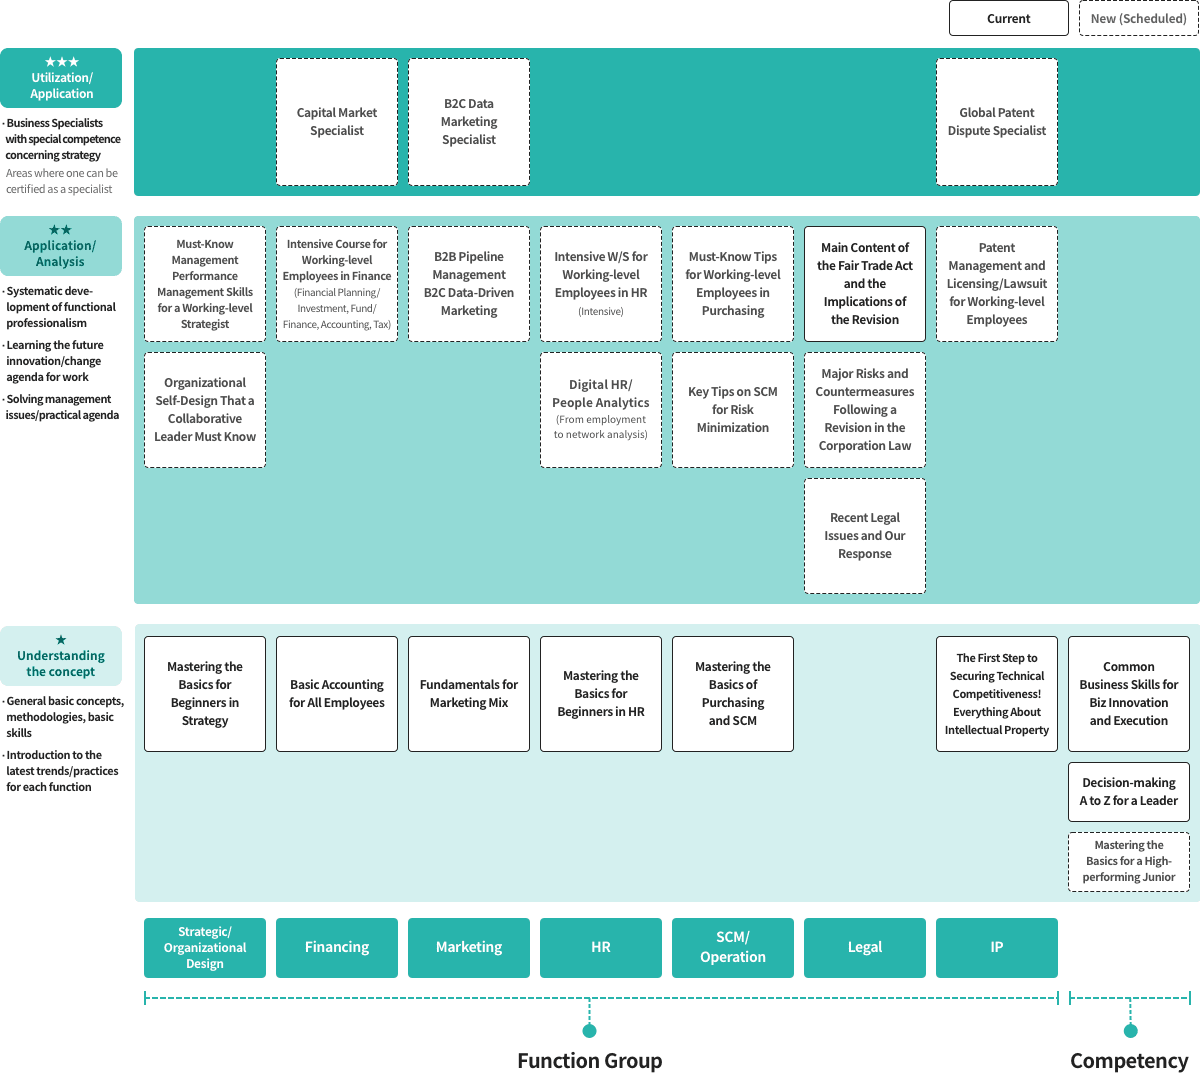 Current
New (Scheduled)
★★★
Utilization/
Application
· Business Specialists
with special competence
concerning strategy
Areas where one can be
certified as a specialist
Capital Market
Specialist
B2C Data
Marketing
Specialist
Global Patent
Dispute Specialist
★★
Application/
Analysis
· Systematic deve-
lopment of functional
professionalism
· Learning the future
innovation/change
agenda for work
· Solving management
issues/practical agenda
Must-Know
Management
Performance
Management Skills
for a Working-level
Strategist
Intensive Course for
Working-level
Employees in Finance
(Financial Planning/
Investment, Fund/
Finance, Accounting, Tax)
B2B Pipeline
Management
B2C Data-Driven
Marketing
Intensive W/S for
Working-level
Employees in HR
(Intensive)
Must-Know Tips
for Working-level
Employees in
Purchasing
Main Content of
the Fair Trade Act
and the
Implications of
the Revision
Patent
Management and
Licensing/Lawsuit
for Working-level
Employees
Organizational
Self-Design That a
Collaborative
Leader Must Know
Digital HR/
People Analytics
(From employment
to network analysis)
Key Tips on SCM
for Risk
Minimization
Major Risks and
Countermeasures
Following a
Revision in the
Corporation Law
Recent Legal
Issues and Our
Response
★
Understanding
the concept
· General basic concepts,
methodologies, basic
skills
· Introduction to the
latest trends/practices
for each function
Mastering the
Basics for
Beginners in
Strategy
Basic Accounting
for All Employees
Fundamentals for
Marketing Mix
Mastering the
Basics for
Beginners in HR
Mastering the
Basics of
Purchasing
and SCM
The First Step to
Securing Technical
Competitiveness!
Everything About
Intellectual Property
Common
Business Skills for
Biz Innovation
and Execution
Decision-making
A to Z for a Leader
Mastering the
Basics for a High-
performing Junior
Strategic/
Organizational
Design
Financing
Marketing
HR
SCM/
Operation
Legal
IP
Function Group
Competency